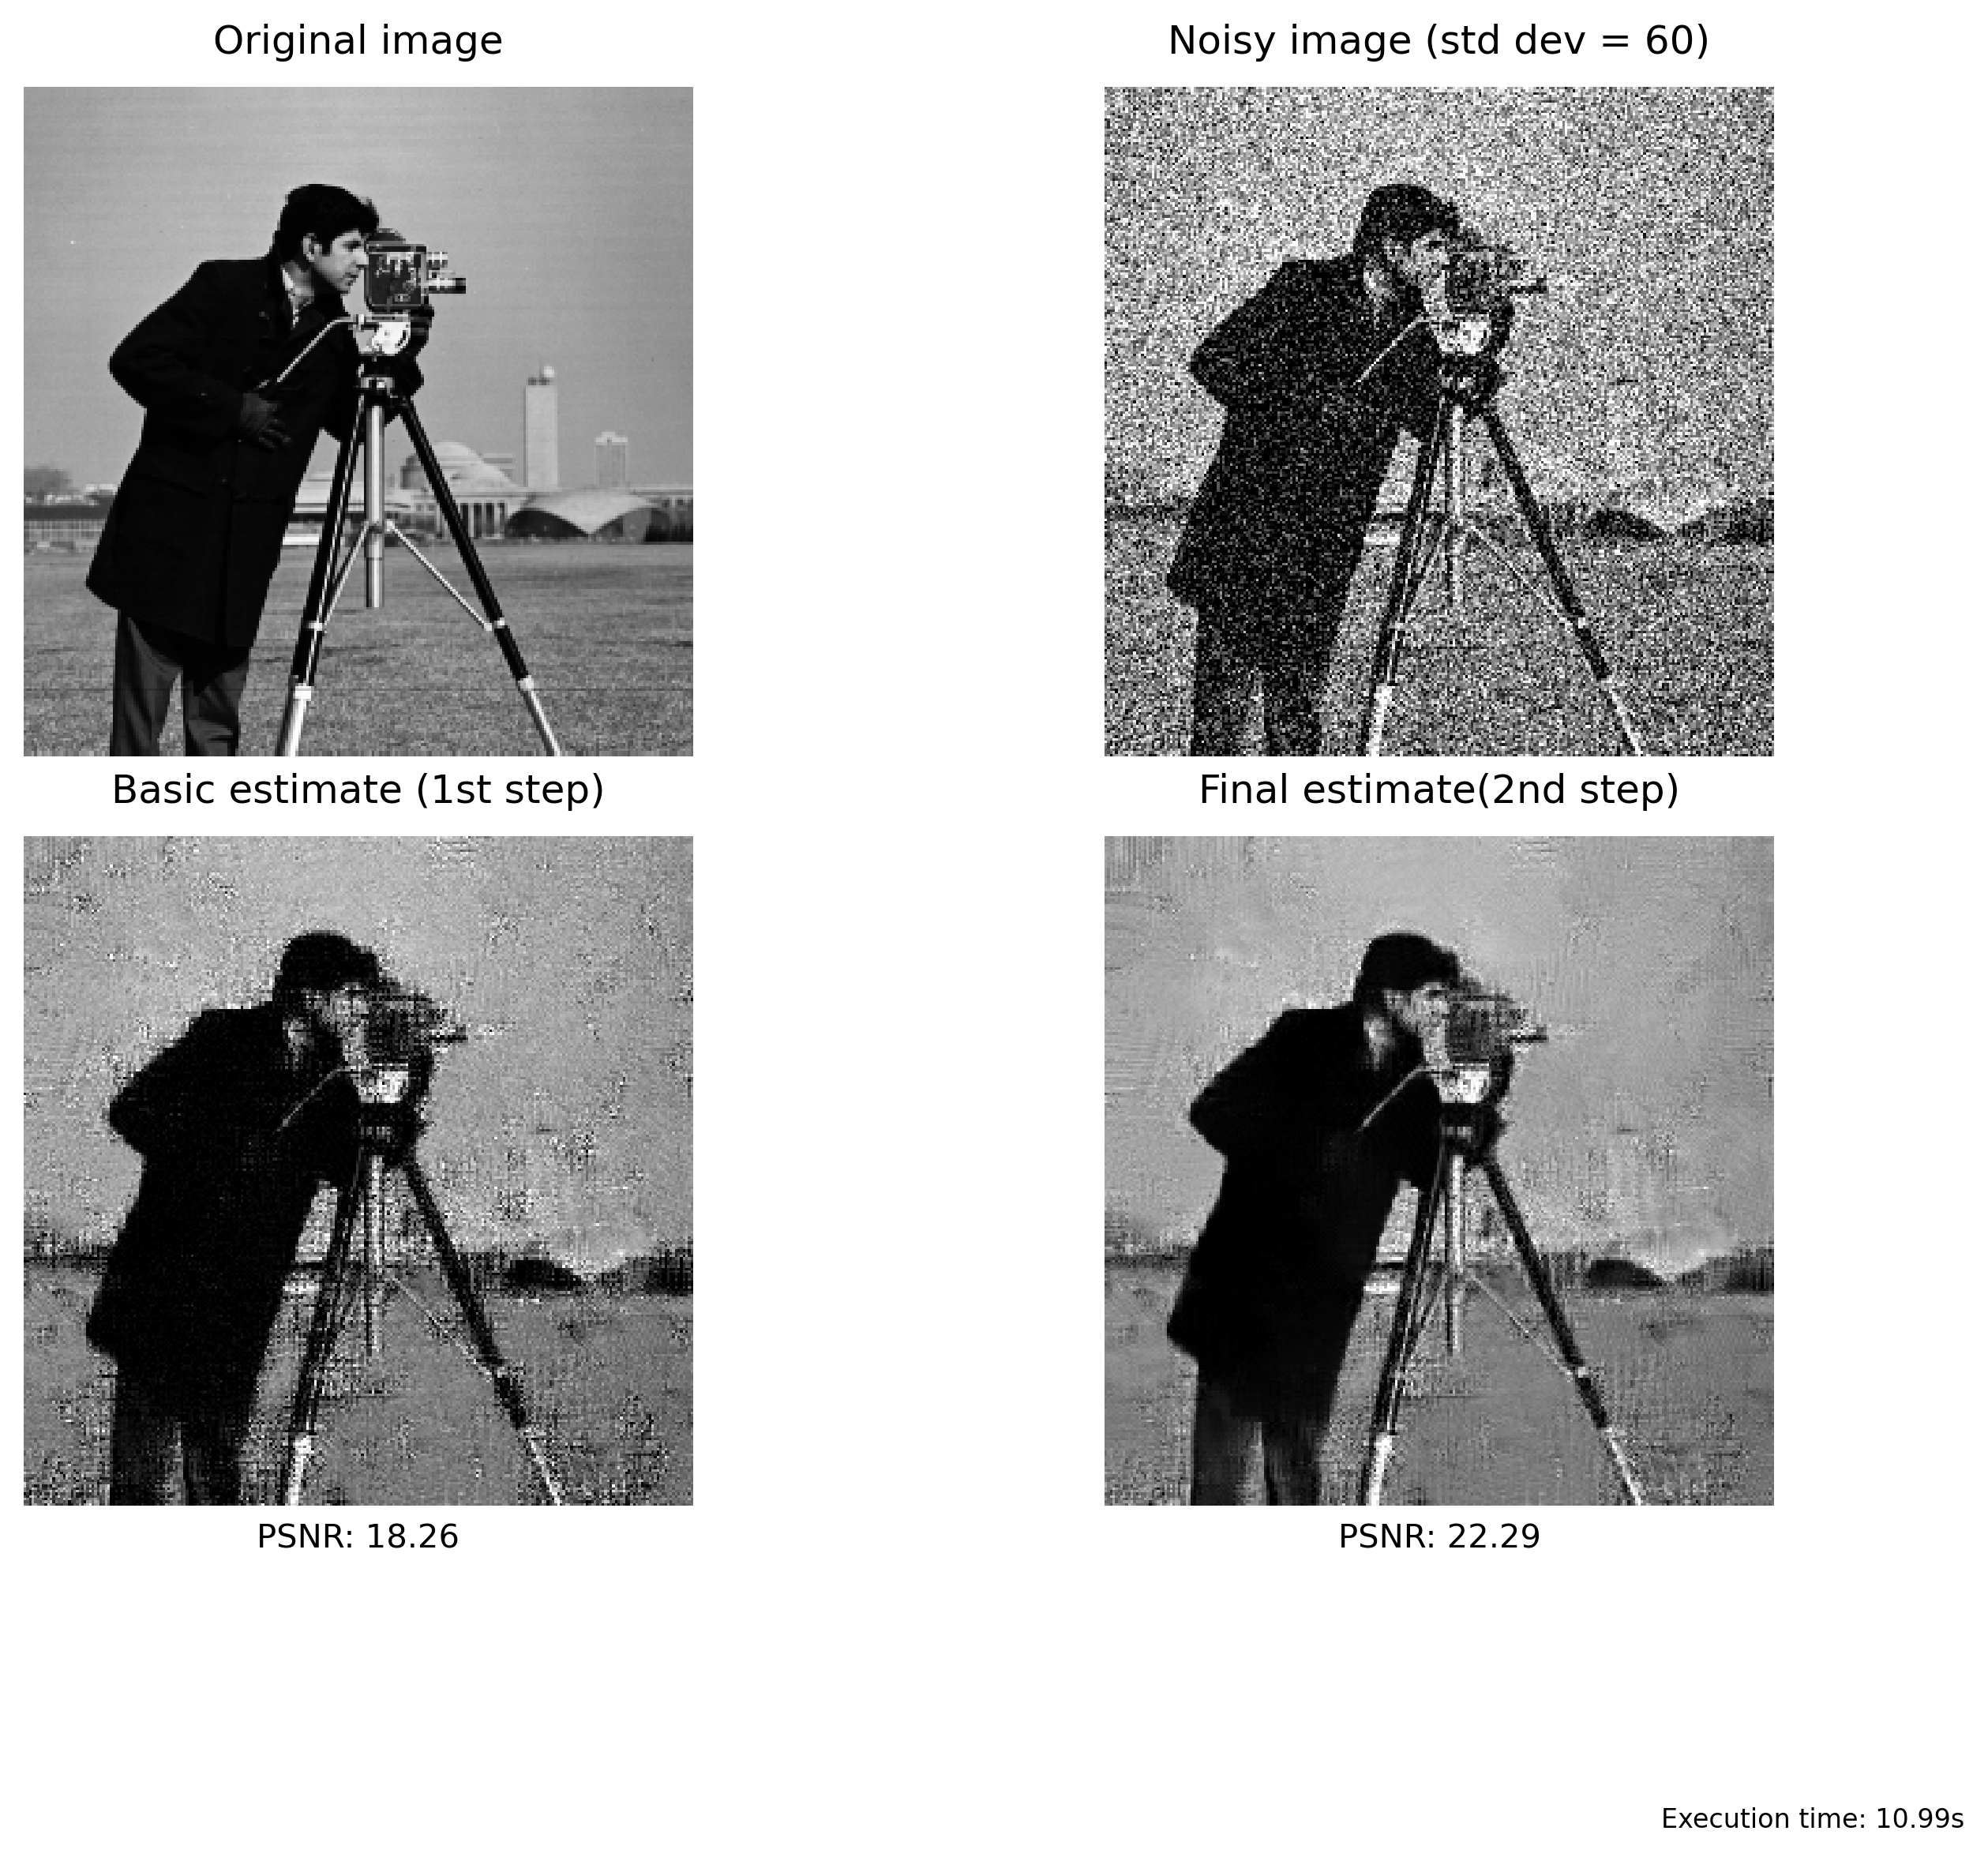 Original image
Noisy image (std dev = 60)
Basic estimate (1st step)
Final estimate(2nd step)
PSNR: 18.26
PSNR: 22.29
Execution time: 10.99s